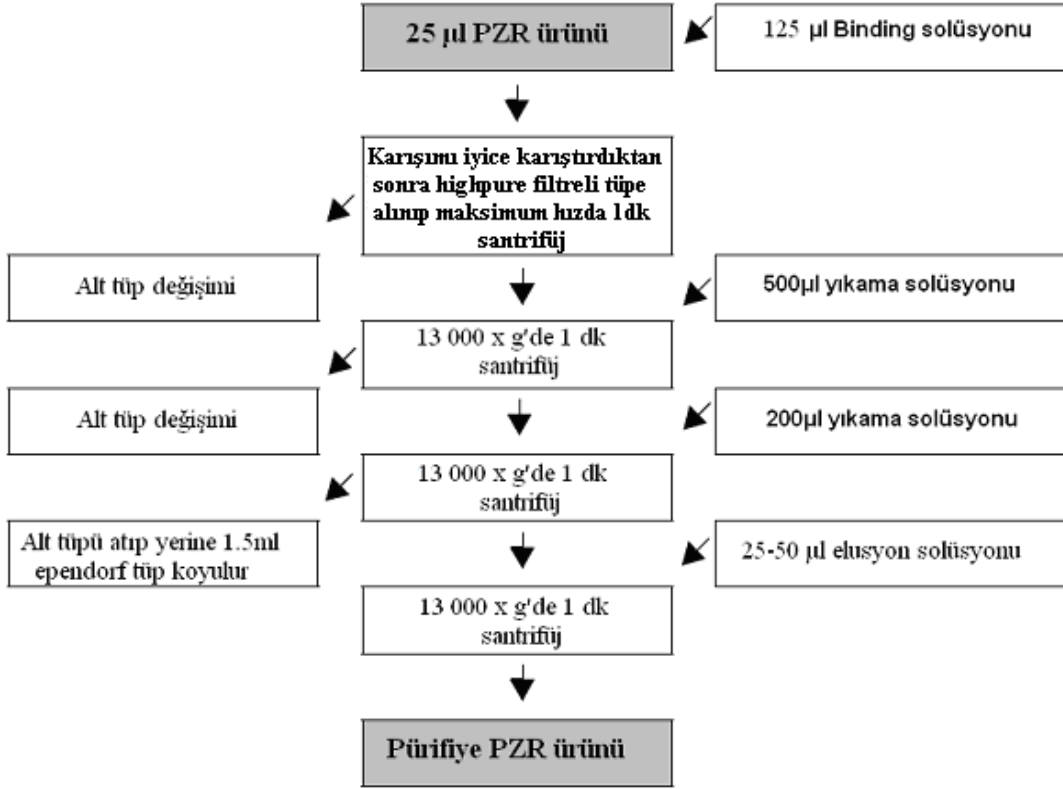 25 µl PZR ürünü
125 µl Binding solüsyonu
Karışımı iyice karıştırdıktan
sonra highpure filtreli tüpe
alınıp maksimum hızda 1dk
santrifüj
Alt tüp değişimi
500µl yıkama solüsyonu
13 000 x g'de 1 dk
santrifüj
Alt tüp değişimi
200µl yıkama solüsyonu
13 000 x g'de 1 dk
santrifüj
Alt tüpü atıp yerine 1.5ml
ependorf tüp koyulur
25-50 µl elusyon solüsyonu
13 000 x g'de 1 dk
santrifüj
Pürifiye PZR ürünü